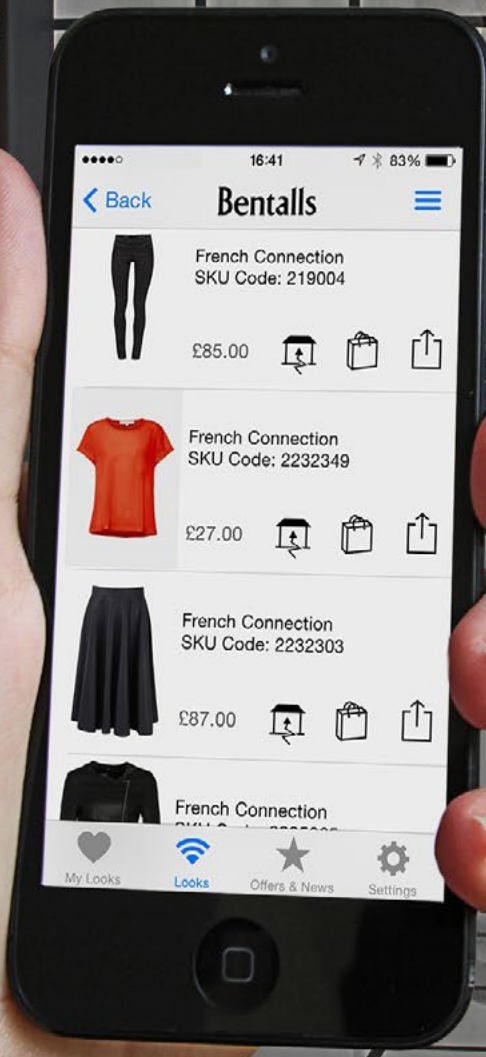 16:41
83%
Back
Bentalls
French Connection
SKU Code: 219004
£85.00
French Connection
SKU Code: 2232349
£27.00
French Connection
SKU Code: 2232303
£87.00
French Connection
My Looks
Looks
Offers & News
Settings